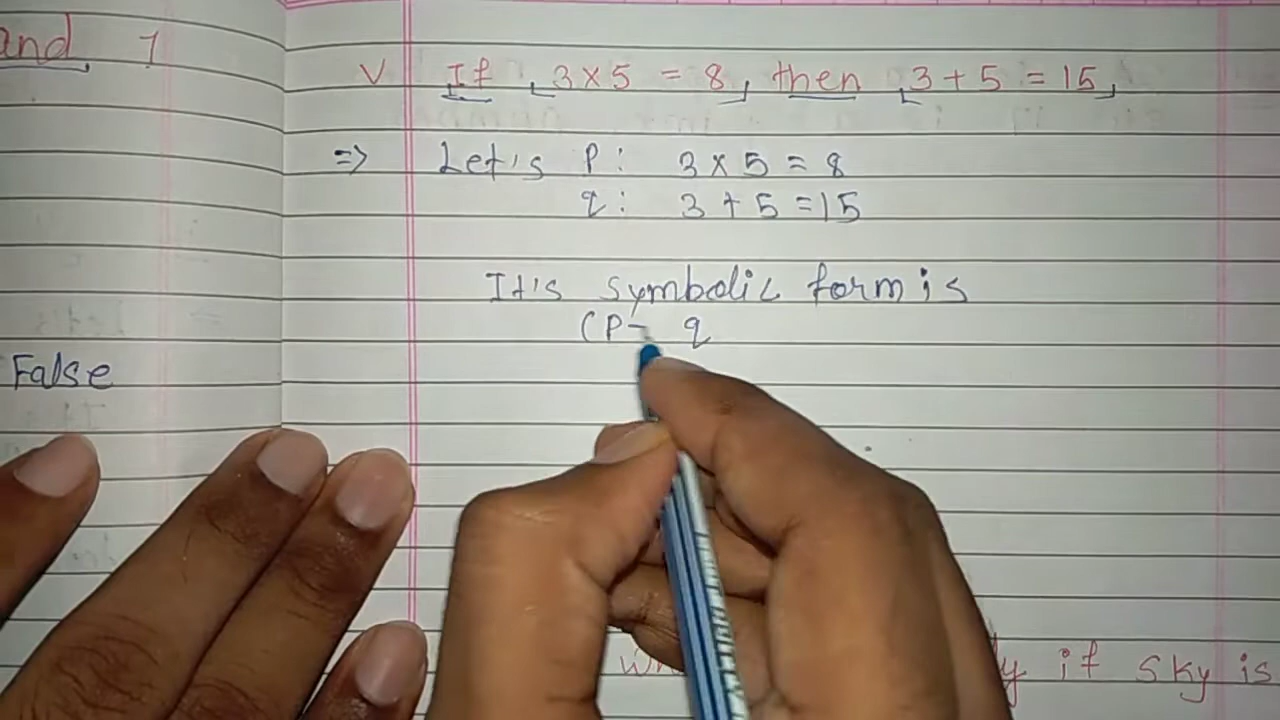 and 1
False
V If 3×5 = 8, then 3+5 = 15,
=> Let's P: 3×5=8
q: 3+5=15
It's symbolic form is
(P- q
if sky is